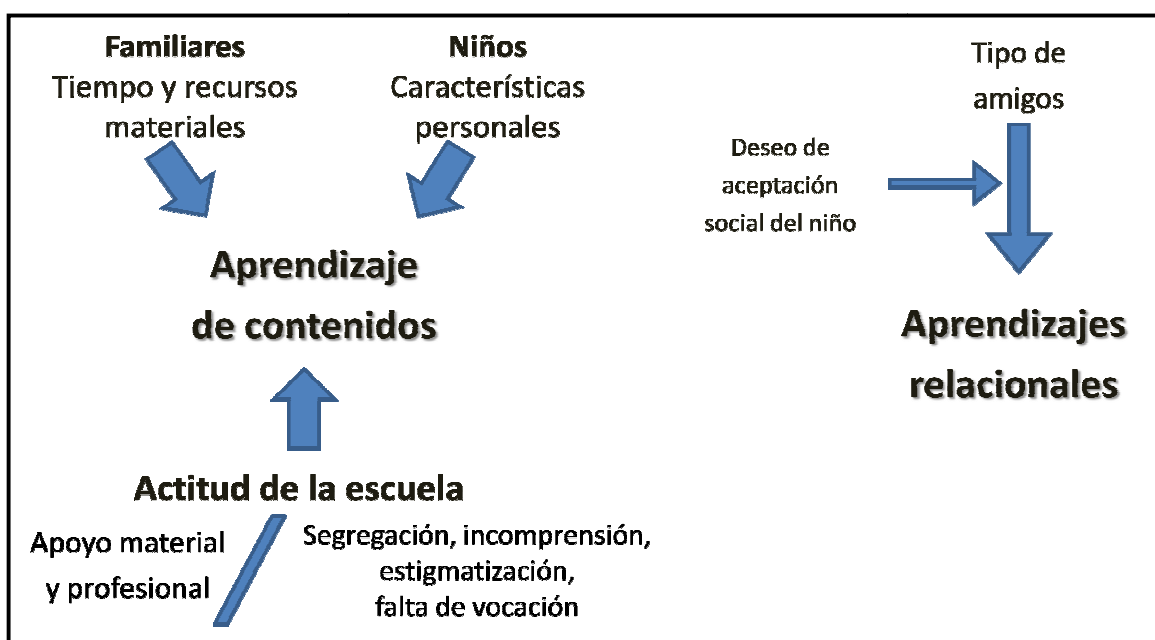 Familiares
Tiempo y recursos
materiales
Niños
Características
personales
Aprendizaje
de contenidos
Actitud de la escuela
Apoyo material
y profesional
Segregación, incomprensión,
estigmatización,
falta de vocación
Tipo de
amigos
Deseo de
aceptación
social del niño
Aprendizajes
relacionales